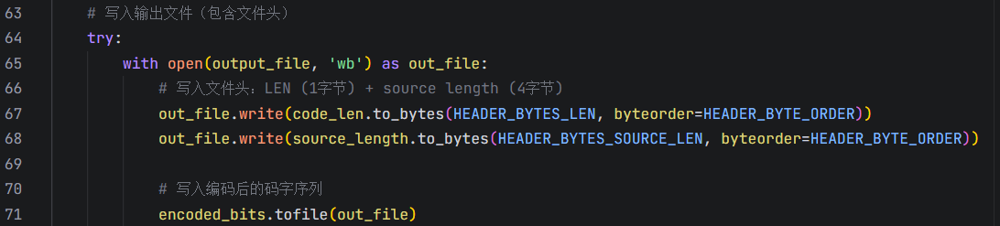 63 # 写入输出文件（包含文件头）
64 try:
65 with open(output_file, 'wb') as out_file:
66 # 写入文件头：LEN (1字节) + source length (4字节)
67 out_file.write(code_len.to_bytes(HEADER_BYTES_LEN, byteorder=HEADER_BYTE_ORDER))
68 out_file.write(source_length.to_bytes(HEADER_BYTES_SOURCE_LEN, byteorder=HEADER_BYTE_ORDER))
69
70 # 写入编码后的码字序列
71 encoded_bits.tofile(out_file)